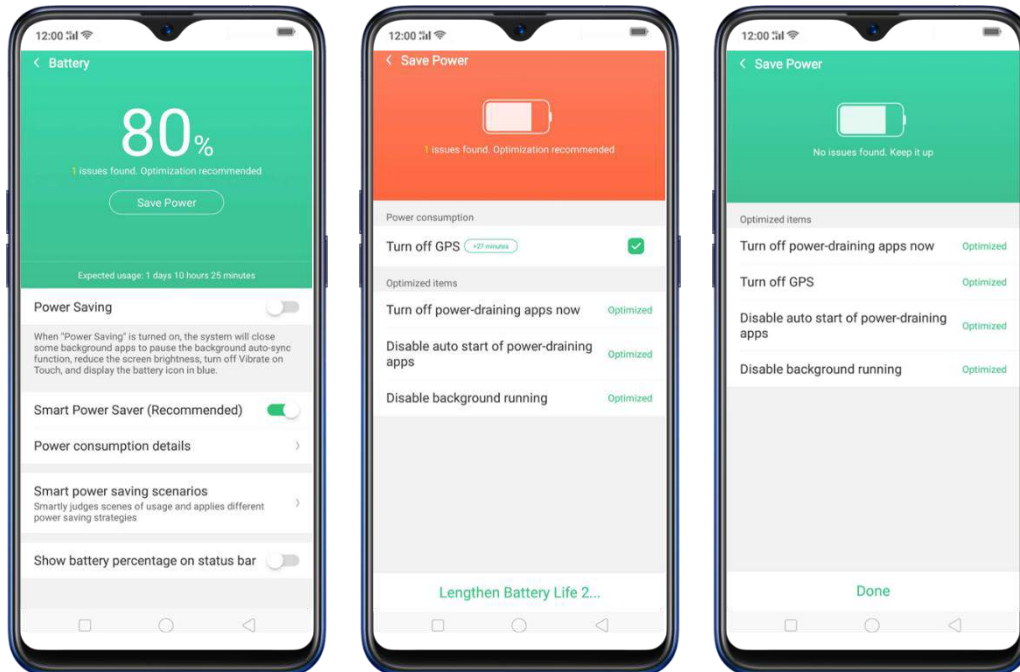 12:00
Battery
80%
1 issues found. Optimization recommended
Save Power
Expected usage: 1 days 10 hours 25 minutes
Power Saving
When "Power Saving" is turned on, the system will close
some background apps to pause the background auto-sync
function, reduce the screen brightness, turn off Vibrate on
Touch, and display the battery icon in blue.
Smart Power Saver (Recommended)
Power consumption details
Smart power saving scenarios
Smartly judges scenes of usage and applies different
power saving strategies
Show battery percentage on status bar
12:00
Save Power
1 issues found. Optimization recommended
Power consumption
Turn off GPS +27 minutes
Optimized items
Turn off power-draining apps now Optimized
Disable auto start of power-draining
apps Optimized
Disable background running Optimized
Lengthen Battery Life 2...
12:00
Save Power
No issues found. Keep it up
Optimized items
Turn off power-draining apps now Optimized
Turn off GPS Optimized
Disable auto start of power-draining
apps Optimized
Disable background running Optimized
Done